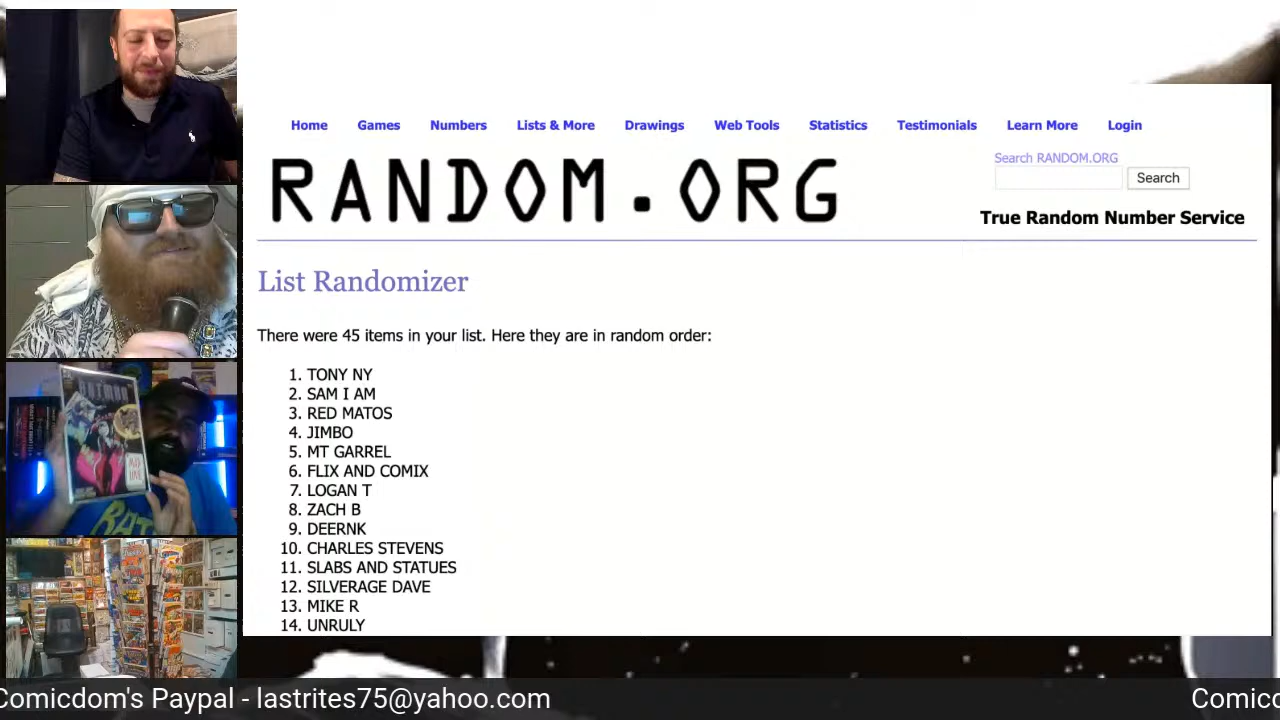 Home Games Numbers Lists & More Drawings Web Tools Statistics Testimonials Learn More Login
RANDOM.ORG
Search RANDOM.ORG
Search
True Random Number Service
List Randomizer
There were 45 items in your list. Here they are in random order:
1. TONY NY
2. SAM I AM
3. RED MATOS
4. JIMBO
5. MT GARREL
6. FLIX AND COMIX
7. LOGAN T
8. ZACH B
9. DEERNK
10. CHARLES STEVENS
11. SLABS AND STATUES
12. SILVERAGE DAVE
13. MIKE R
14. UNRULY
BATMAN
MAD LOVE
Comicdom's Paypal - lastrites75@yahoo.com
Comic